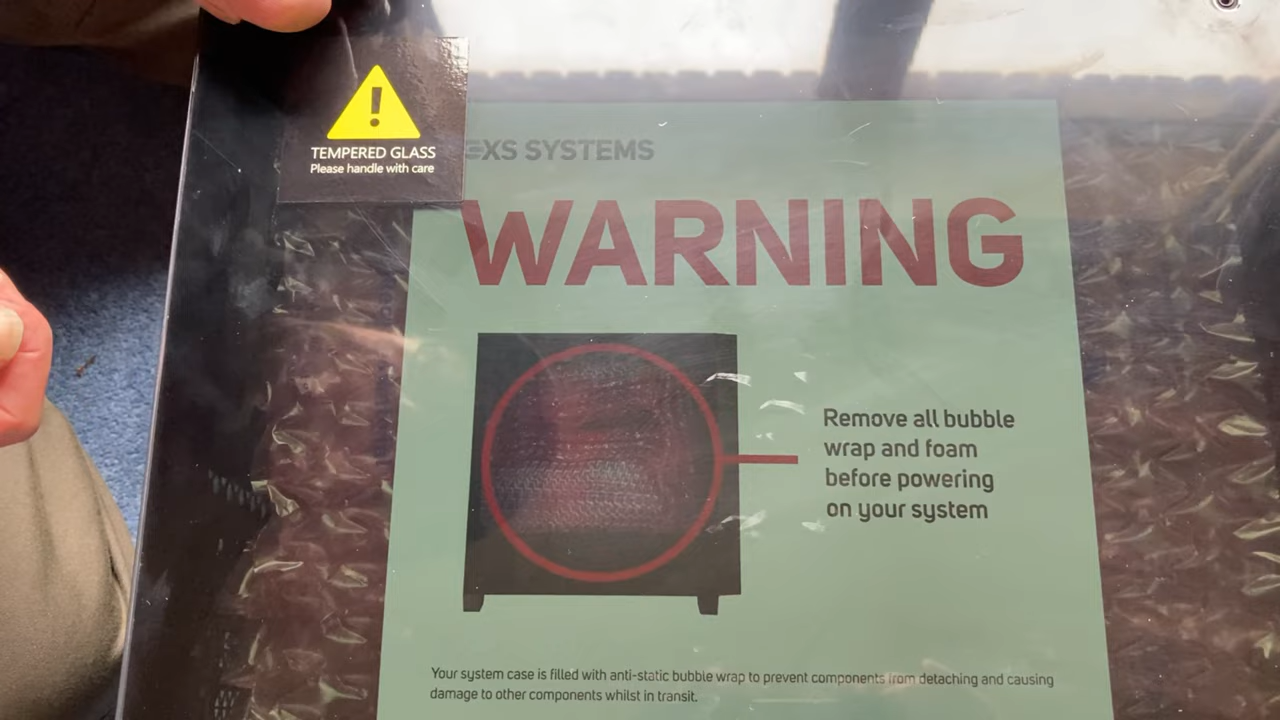 !
TEMPERED GLASS
Please handle with care
EXS SYSTEMS
WARNING
Remove all bubble
wrap and foam
before powering
on your system
Your system case is filled with anti-static bubble wrap to prevent components from detaching and causing
damage to other components whilst in transit.